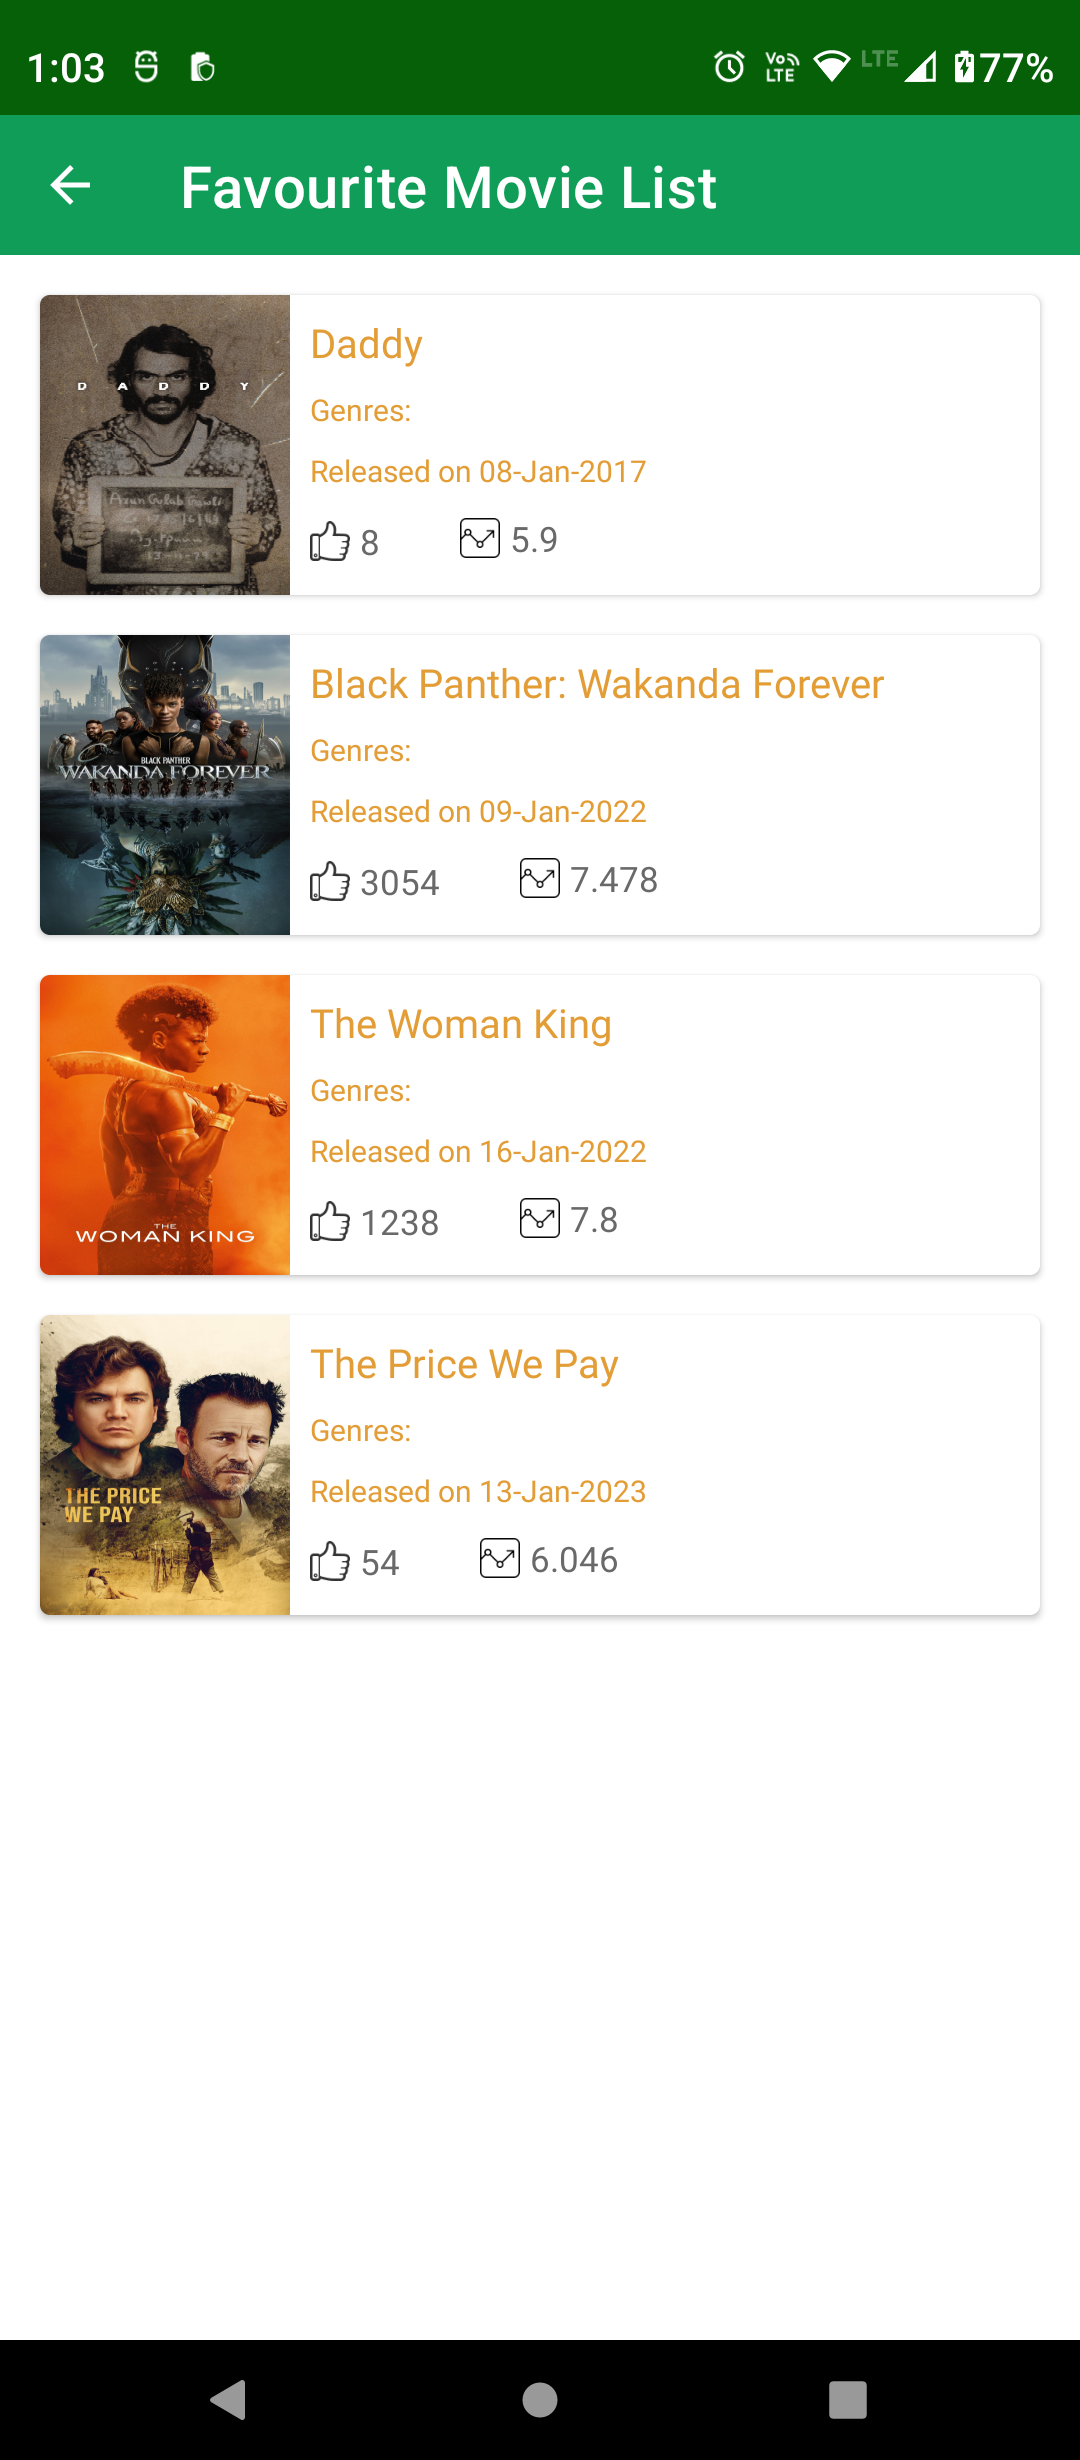 1:03 Vo LTE LTE 77%
Favourite Movie List
D A D D Y
Arun Gulab Gawli
Daddy
Genres:
Released on 08-Jan-2017
8 5.9
BLACK PANTHER
WAKANDA FOREVER
Black Panther: Wakanda Forever
Genres:
Released on 09-Jan-2022
3054 7.478
THE
WOMAN KING
The Woman King
Genres:
Released on 16-Jan-2022
1238 7.8
THE PRICE
WE PAY
The Price We Pay
Genres:
Released on 13-Jan-2023
54 6.046